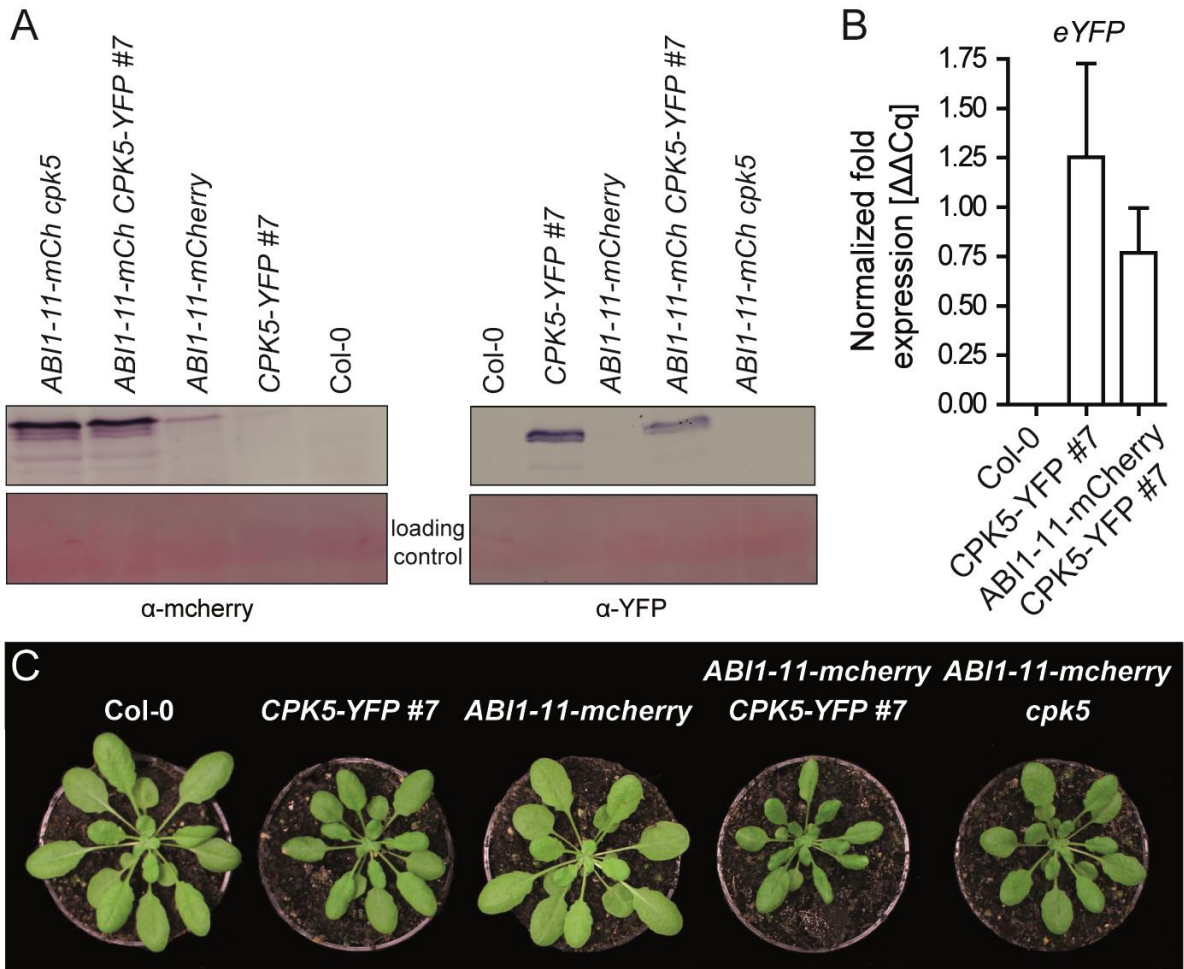 A
ABI1-11-mCh cpk5
ABI1-11-mCh CPK5-YFP #7
ABI1-11-mCherry
CPK5-YFP #7
Col-0
Col-0
CPK5-YFP #7
ABI1-11-mCherry
ABI1-11-mCh CPK5-YFP #7
ABI1-11-mCh cpk5
loading
control
α-mcherry
α-YFP
B
eYFP
Normalized fold
expression [ΔΔCq]
1.75
1.50
1.25
1.00
0.75
0.50
0.25
0.00
Col-0
CPK5-YFP #7
ABI1-11-mCherry
CPK5-YFP #7
C
Col-0
CPK5-YFP #7
ABI1-11-mcherry
ABI1-11-mcherry
CPK5-YFP #7
ABI1-11-mcherry
cpk5